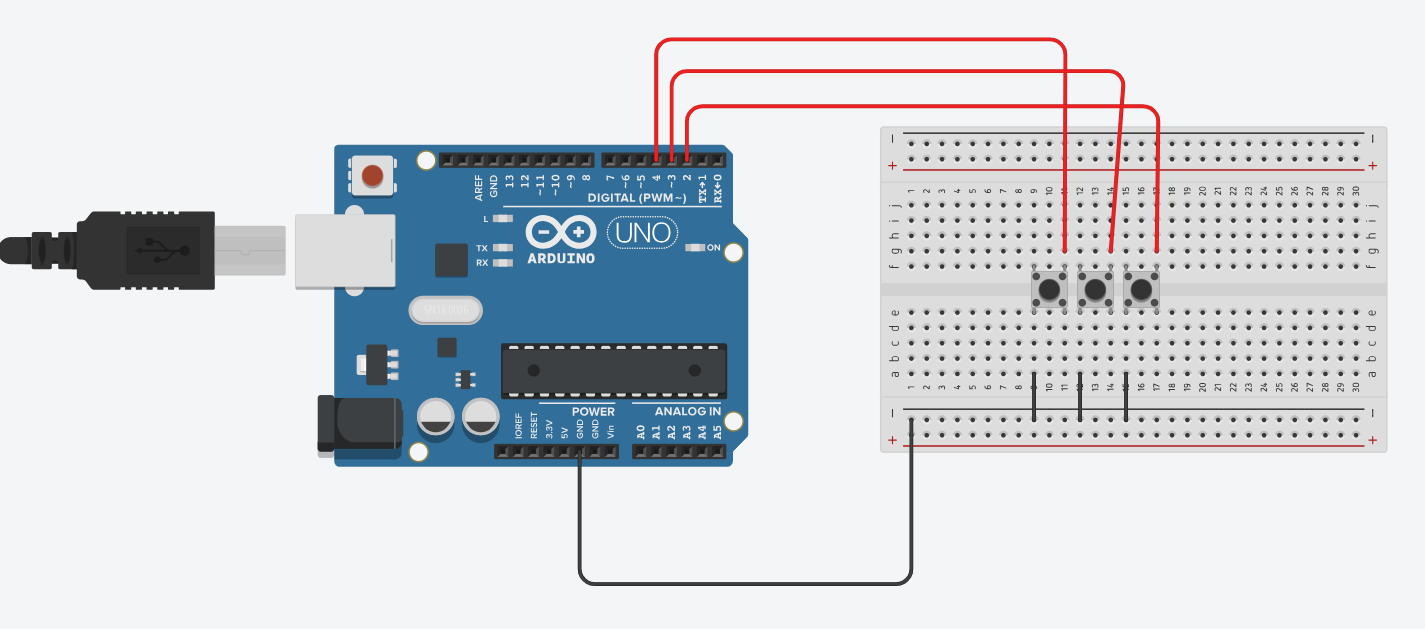 AREF
GND
13
12
~11
~10
~9
8
7
~6
~5
4
~3
2
TX→1
RX←0
DIGITAL (PWM~)
L
TX
RX
ARDUINO
UNO
ON
POWER
ANALOG IN
IOREF
RESET
3.3V
5V
GND
GND
Vin
A0
A1
A2
A3
A4
A5
− −
+ +
1 2 3 4 5 6 7 8 9 10 11 12 13 14 15 16 17 18 19 20 21 22 23 24 25 26 27 28 29 30
j j
i i
h h
g g
f f
e e
d d
c c
b b
a a
1 2 3 4 5 6 7 8 9 10 11 12 13 14 15 16 17 18 19 20 21 22 23 24 25 26 27 28 29 30
− −
+ +